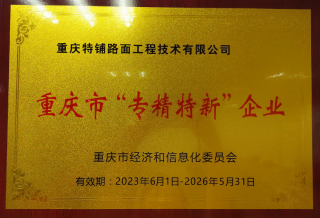 重庆特铺路面工程技术有限公司
重庆市“专精特新”企业
重庆市经济和信息化委员会
有效期：2023年6月1日-2026年5月31日